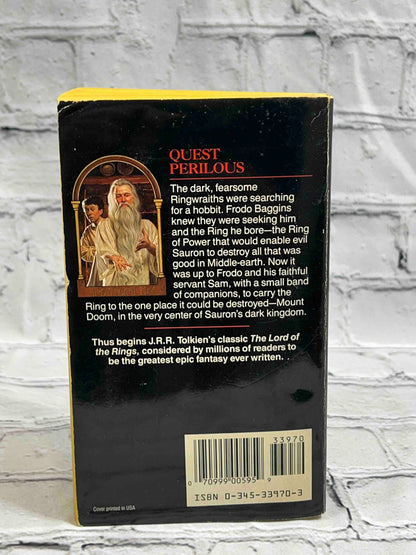 QUEST
PERILOUS
The dark, fearsome
Ringwraiths were searching
for a hobbit. Frodo Baggins
knew they were seeking him
and the Ring he bore—the Ring
of Power that would enable evil
Sauron to destroy all that was
good in Middle-earth. Now it
was up to Frodo and his faithful
servant Sam, with a small band
of companions, to carry the
Ring to the one place it could be destroyed—Mount
Doom, in the very center of Sauron's dark kingdom.
Thus begins J.R.R. Tolkien's classic The Lord of
the Rings, considered by millions of readers to
be the greatest epic fantasy ever written. .
33970
0 70999 00595 9
ISBN 0-345-33970-3
Cover printed in USA